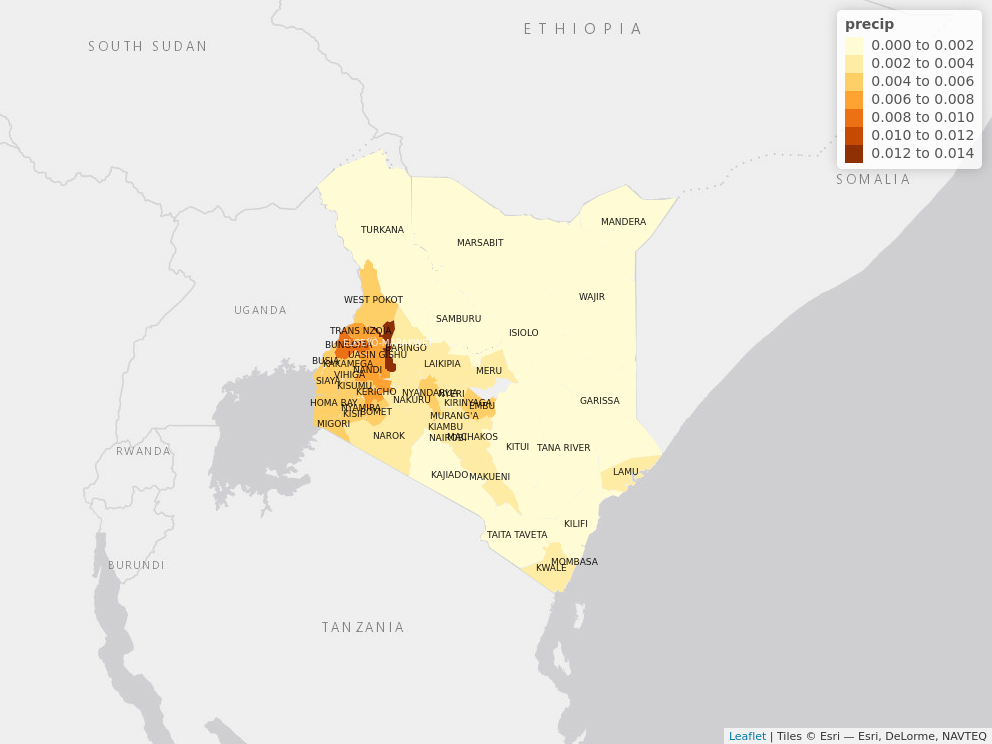 ETHIOPIA
SOUTH SUDAN
precip
0.000 to 0.002
0.002 to 0.004
0.004 to 0.006
0.006 to 0.008
0.008 to 0.010
0.010 to 0.012
0.012 to 0.014
SOMALIA
MANDERA
TURKANA
MARSABIT
WAJIR
WEST POKOT
UGANDA
SAMBURU
TRANS NZOIA
ISIOLO
ELGEYO-MARAKWET
BUNGOMA
BARINGO
UASIN GISHU
BUSIA
KAKAMEGA
LAIKIPIA
NANDI
MERU
VIHIGA
SIAYA
KISUMU
KERICHO
NYANDARUA
NYERI
NAKURU
GARISSA
HOMA BAY
KIRINYAGA
EMBU
NYAMIRA
KISII
BOMET
MURANG'A
MIGORI
KIAMBU
NAROK
NAIROBI
MACHAKOS
KITUI
TANA RIVER
RWANDA
LAMU
KAJIADO
MAKUENI
KILIFI
TAITA TAVETA
MOMBASA
KWALE
BURUNDI
TANZANIA
Leaflet | Tiles © Esri — Esri, DeLorme, NAVTEQ